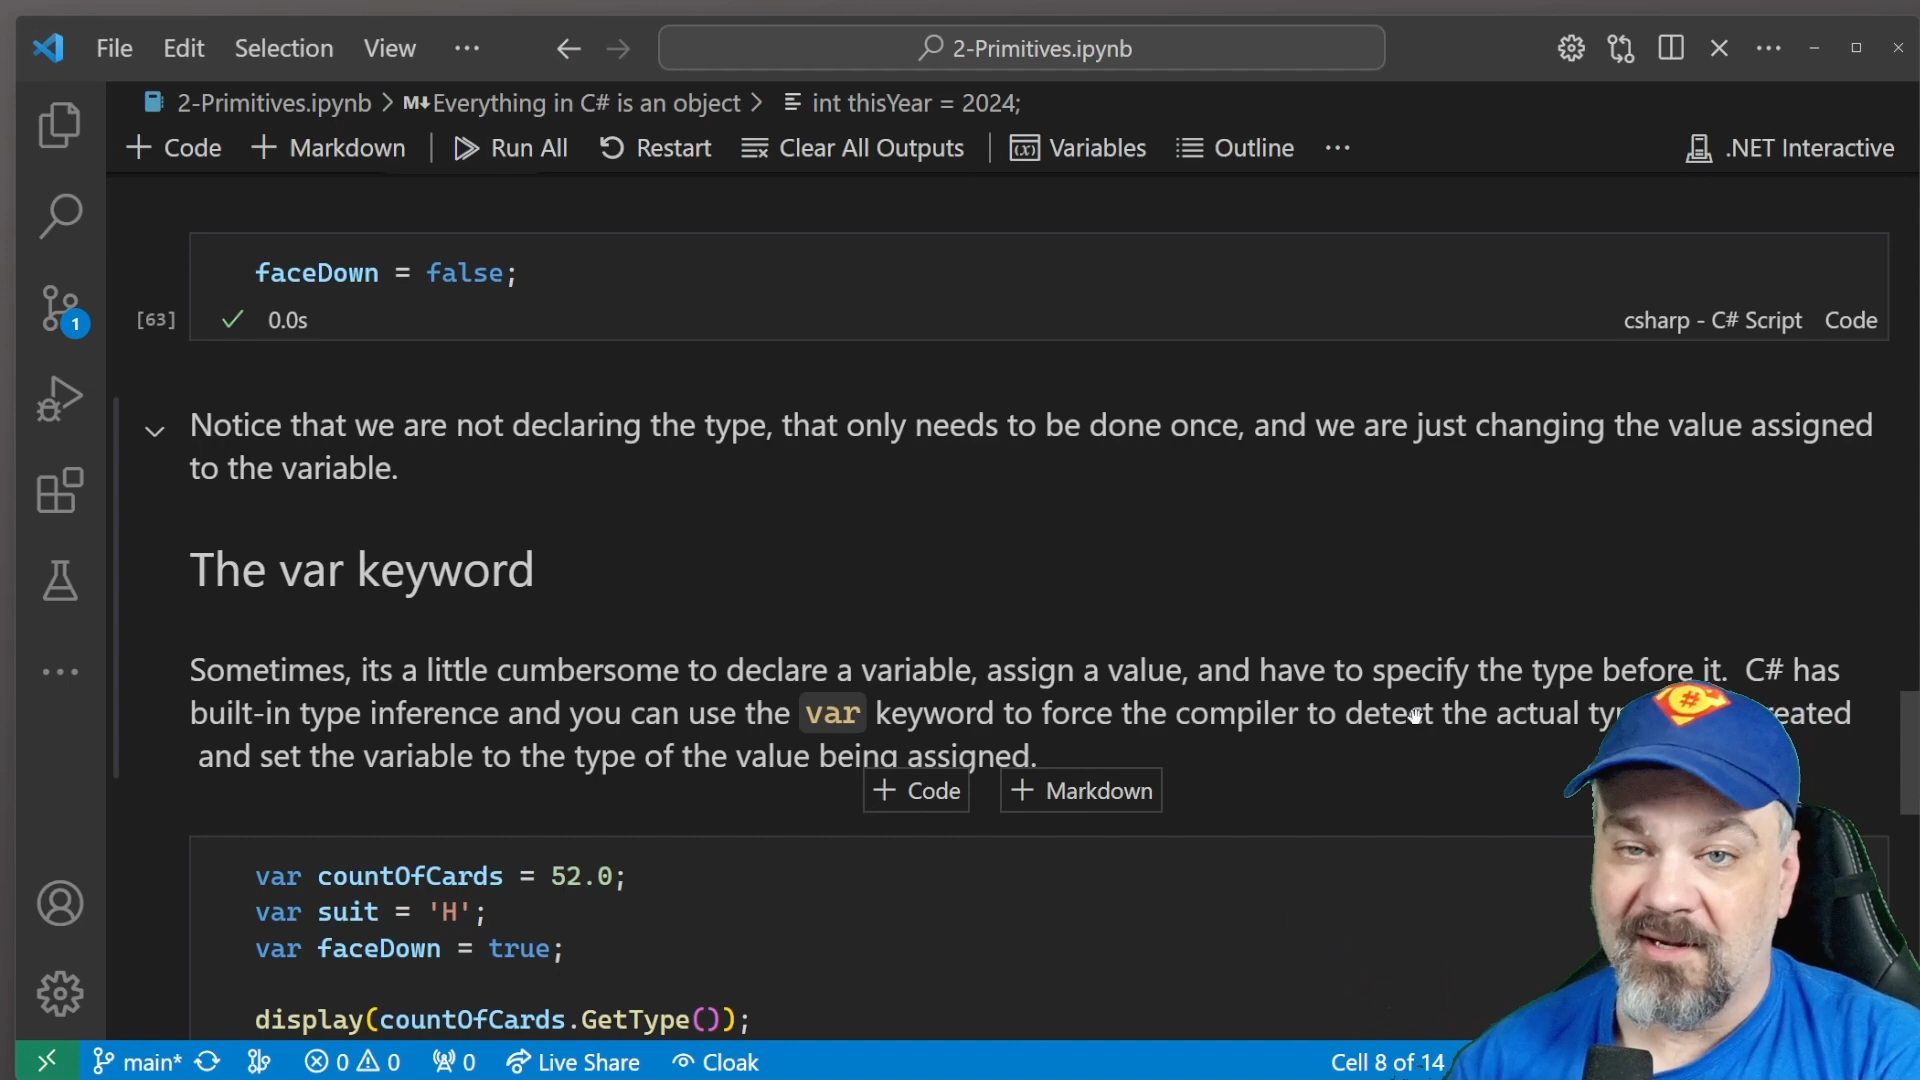 File Edit Selection View ··· 2-Primitives.ipynb
2-Primitives.ipynb > M↓Everything in C# is an object > int thisYear = 2024;
+ Code + Markdown Run All Restart Clear All Outputs Variables Outline ··· .NET Interactive
faceDown = false;
[63] 0.0s csharp - C# Script Code
1
Notice that we are not declaring the type, that only needs to be done once, and we are just changing the value assigned
to the variable.
The var keyword
Sometimes, its a little cumbersome to declare a variable, assign a value, and have to specify the type before it. C# has
built-in type inference and you can use the var keyword to force the compiler to detect the actual
and set the variable to the type of the value being assigned.
+ Code + Markdown
var countOfCards = 52.0;
var suit = 'H';
var faceDown = true;
display(countOfCards.GetType());
main* 0 0 0 Live Share Cloak Cell 8 of 14
#